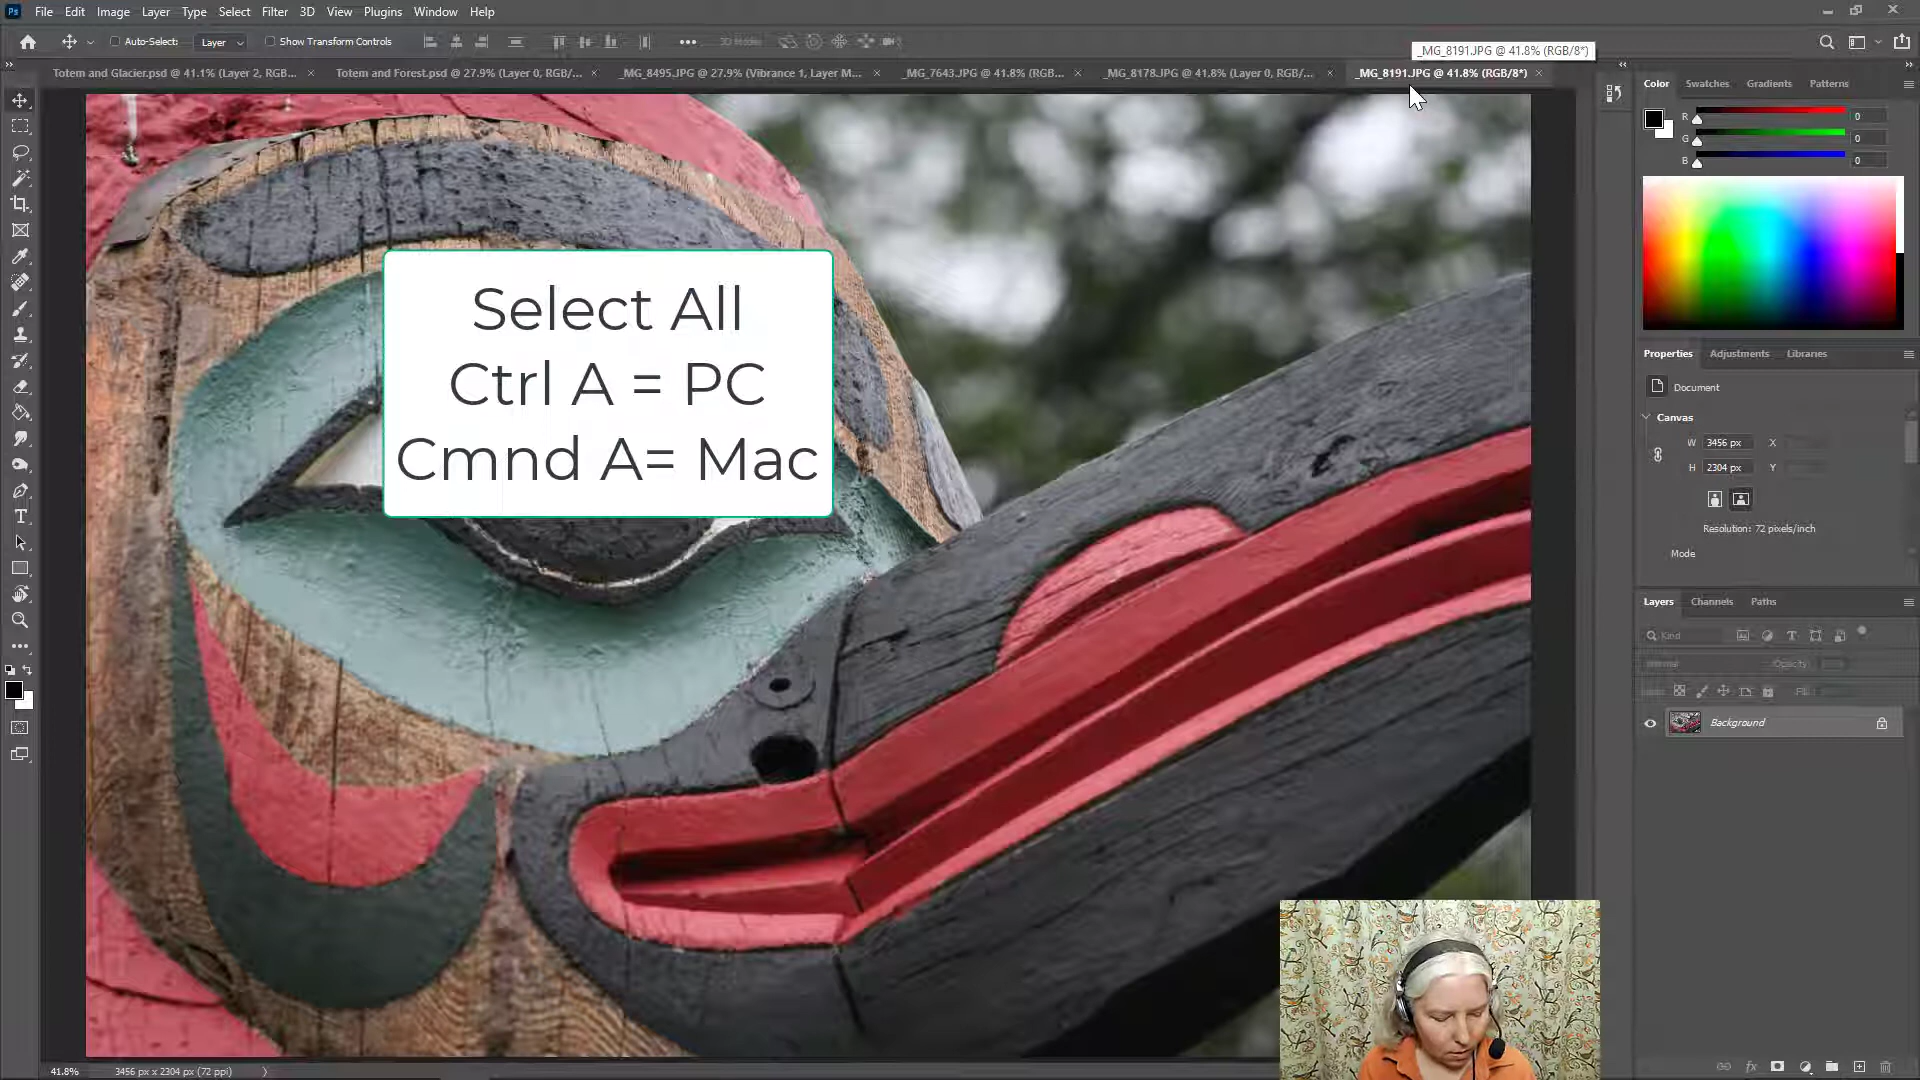 Ps File Edit Image Layer Type Select Filter 3D View Plugins Window Help
Auto-Select: Layer Show Transform Controls
_MG_8191.JPG @ 41.8% (RGB/8*)
Totem and Glacier.psd @ 41.1% (Layer 2, RGB... × Totem and Forest.psd @ 27.9% (Layer 0, RGB/... × _MG_8495.JPG @ 27.9% (Vibrance 1, Layer M... × _MG_7643.JPG @ 41.8% (RGB... × _MG_8178.JPG @ 41.8% (Layer 0, RGB/... × _MG_8191.JPG @ 41.8% (RGB/8*) ×
Color Swatches Gradients Patterns
R 0
G 0
B 0
Select All
Ctrl A = PC
Cmnd A= Mac
Properties Adjustments Libraries
Document
Canvas
W 3456 px X
H 2304 px Y
Resolution: 72 pixels/inch
Mode
Layers Channels Paths
Kind
Normal Opacity:
Fill:
Background
fx
41.8% 3456 px x 2304 px (72 ppi)